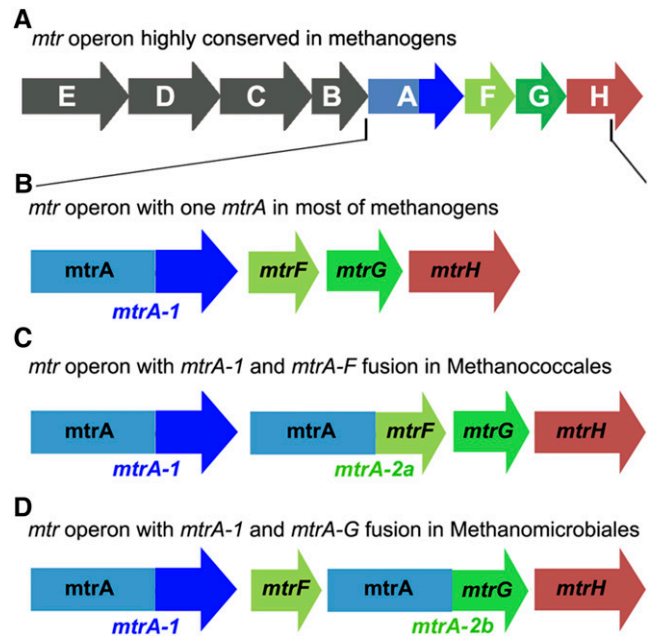 A
mtr operon highly conserved in methanogens
E D C B A F G H
B
mtr operon with one mtrA in most of methanogens
mtrA mtrF mtrG mtrH
mtrA-1
C
mtr operon with mtrA-1 and mtrA-F fusion in Methanococcales
mtrA mtrA mtrF mtrG mtrH
mtrA-1 mtrA-2a
D
mtr operon with mtrA-1 and mtrA-G fusion in Methanomicrobiales
mtrA mtrF mtrA mtrG mtrH
mtrA-1 mtrA-2b